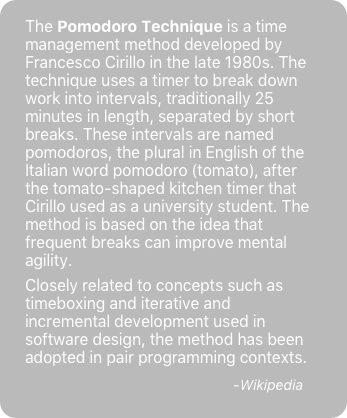 The Pomodoro Technique is a time
management method developed by
Francesco Cirillo in the late 1980s. The
technique uses a timer to break down
work into intervals, traditionally 25
minutes in length, separated by short
breaks. These intervals are named
pomodoros, the plural in English of the
Italian word pomodoro (tomato), after
the tomato-shaped kitchen timer that
Cirillo used as a university student. The
method is based on the idea that
frequent breaks can improve mental
agility.
Closely related to concepts such as
timeboxing and iterative and
incremental development used in
software design, the method has been
adopted in pair programming contexts.
-Wikipedia